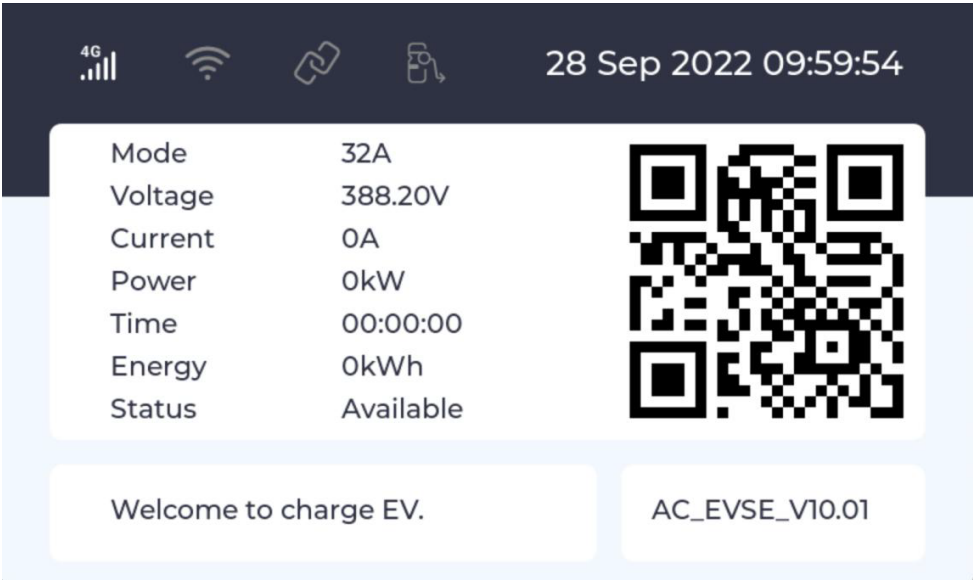 4G
28 Sep 2022 09:59:54
Mode 32A
Voltage 388.20V
Current 0A
Power 0kW
Time 00:00:00
Energy 0kWh
Status Available
Welcome to charge EV.
AC_EVSE_V10.01